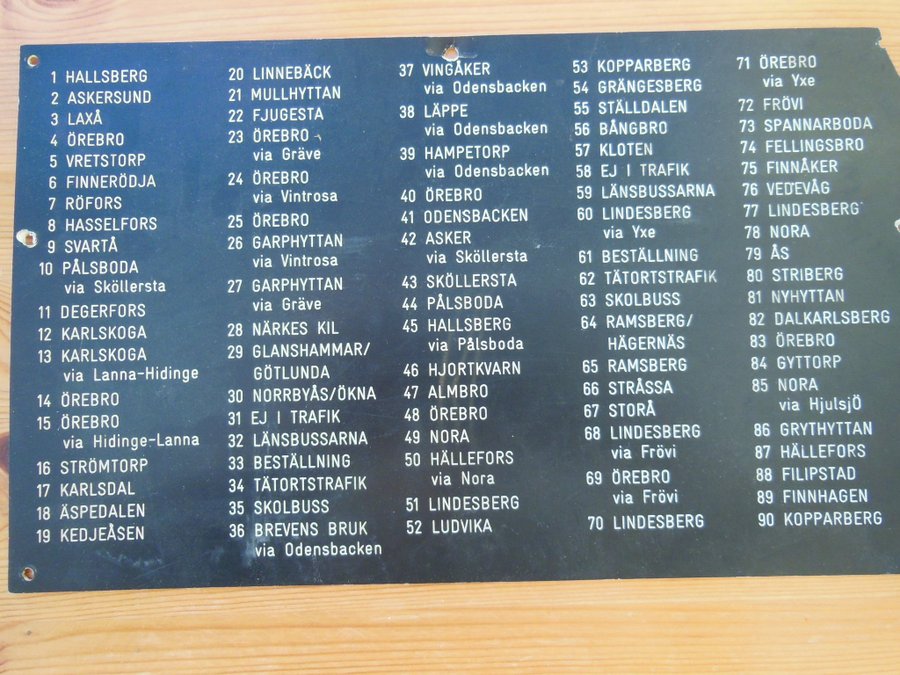 1 HALLSBERG
2 ASKERSUND
3 LAXÅ
4 ÖREBRO
5 VRETSTORP
6 FINNERÖDJA
7 RÖFORS
8 HASSELFORS
9 SVARTÅ
10 PÅLSBODA
via Sköllersta
11 DEGERFORS
12 KARLSKOGA
13 KARLSKOGA
via Lanna-Hidinge
14 ÖREBRO
15 ÖREBRO
via Hidinge-Lanna
16 STRÖMTORP
17 KARLSDAL
18 ÄSPEDALEN
19 KEDJEÅSEN
20 LINNEBÄCK
21 MULLHYTTAN
22 FJUGESTA
23 ÖREBRO
via Gräve
24 ÖREBRO
via Vintrosa
25 ÖREBRO
26 GARPHYTTAN
via Vintrosa
27 GARPHYTTAN
via Gräve
28 NÄRKES KIL
29 GLANSHAMMAR/
GÖTLUNDA
30 NORRBYÅS/ÖKNA
31 EJ I TRAFIK
32 LÄNSBUSSARNA
33 BESTÄLLNING
34 TÄTORTSTRAFIK
35 SKOLBUSS
36 BREVENS BRUK
via Odensbacken
37 VINGÅKER
via Odensbacken
38 LÄPPE
via Odensbacken
39 HAMPETORP
via Odensbacken
40 ÖREBRO
41 ODENSBACKEN
42 ASKER
via Sköllersta
43 SKÖLLERSTA
44 PÅLSBODA
45 HALLSBERG
via Pålsboda
46 HJORTKVARN
47 ALMBRO
48 ÖREBRO
49 NORA
50 HÄLLEFORS
via Nora
51 LINDESBERG
52 LUDVIKA
53 KOPPARBERG
54 GRÄNGESBERG
55 STÄLLDALEN
56 BÅNGBRO
57 KLOTEN
58 EJ I TRAFIK
59 LÄNSBUSSARNA
60 LINDESBERG
via Yxe
61 BESTÄLLNING
62 TÄTORTSTRAFIK
63 SKOLBUSS
64 RAMSBERG/
HÄGERNÄS
65 RAMSBERG
66 STRÅSSA
67 STORÅ
68 LINDESBERG
via Frövi
69 ÖREBRO
via Frövi
70 LINDESBERG
71 ÖREBRO
via Yxe
72 FRÖVI
73 SPANNARBODA
74 FELLINGSBRO
75 FINNÅKER
76 VEDEVÅG
77 LINDESBERG
78 NORA
79 ÅS
80 STRIBERG
81 NYHYTTAN
82 DALKARLSBERG
83 ÖREBRO
84 GYTTORP
85 NORA
via HjulsjÖ
86 GRYTHYTTAN
87 HÄLLEFORS
88 FILIPSTAD
89 FINNHAGEN
90 KOPPARBERG